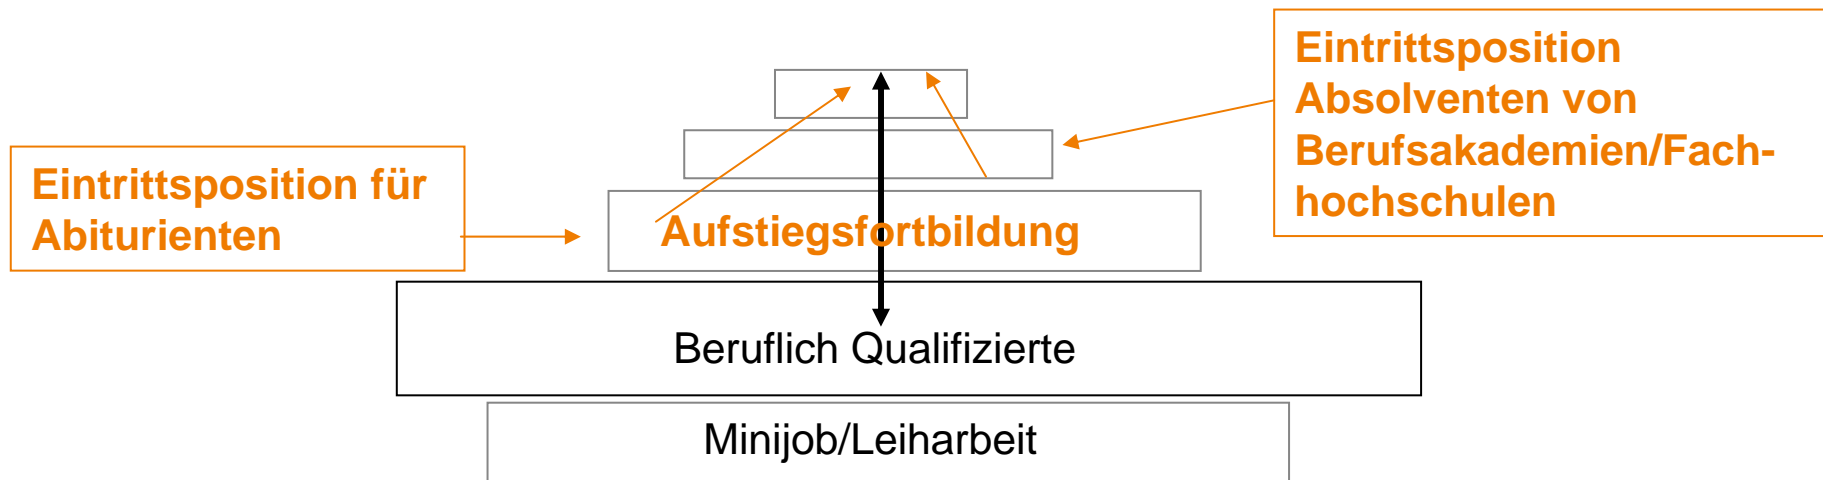 Eintrittsposition
Absolventen von
Berufsakademien/Fach-
hochschulen
Eintrittsposition für
Abiturienten
Aufstiegsfortbildung
Beruflich Qualifizierte
Minijob/Leiharbeit